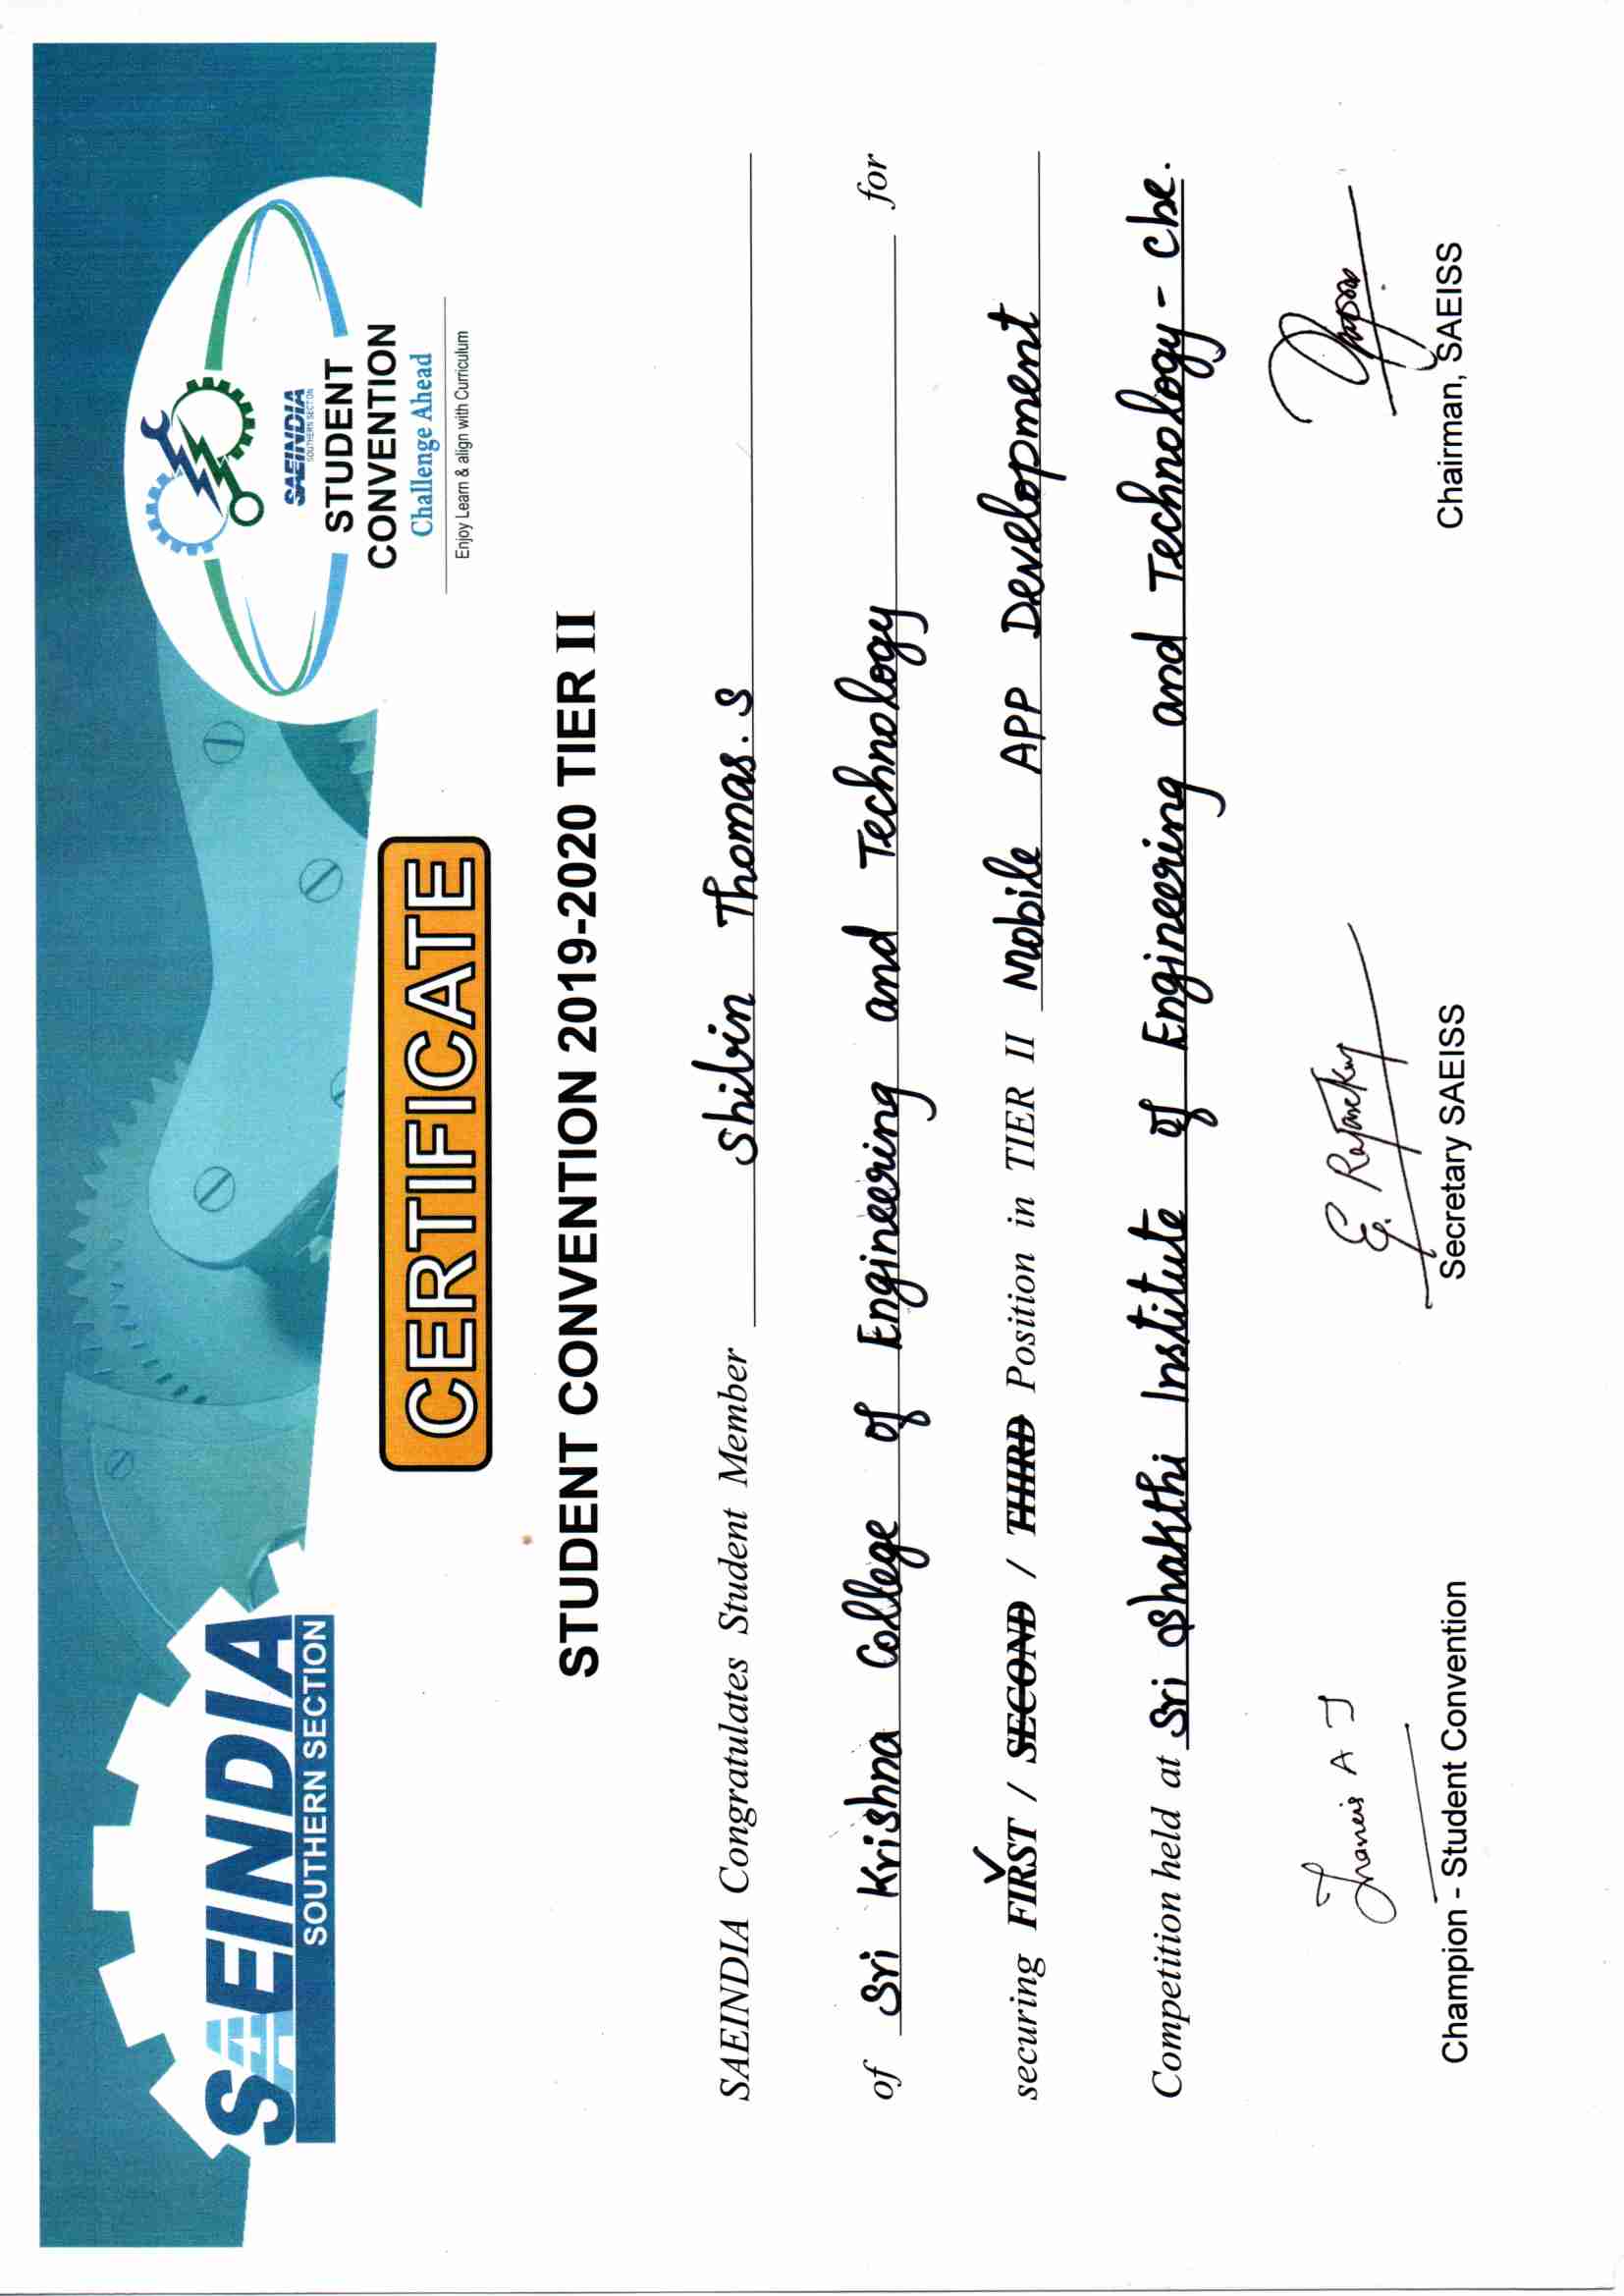 SAEINDIA
SOUTHERN SECTION
SAEINDIA
SOUTHERN SECTION
STUDENT
CONVENTION
Challenge Ahead
Enjoy Learn & align with Curriculum
CERTIFICATE
STUDENT CONVENTION 2019-2020 TIER II
SAEINDIA Congratulates Student Member Shibin Thomas. S
of Sri Krishna College of Engineering and Technology for
securing FIRST / SECOND / THIRD Position in TIER II Mobile APP Development
Competition held at Sri Shakthi Institute of Engineering and Technology - Cbe.
Francis A J
Champion - Student Convention
Secretary SAEISS
Chairman, SAEISS